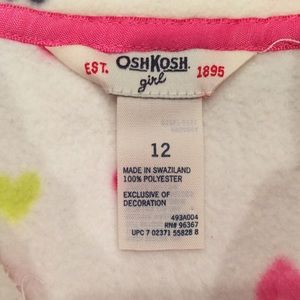 OSHKOSH
EST. girl 1895
12
MADE IN SWAZILAND
100% POLYESTER
EXCLUSIVE OF
DECORATION
493A004
RN# 96367
UPC 7 02371 55828 8